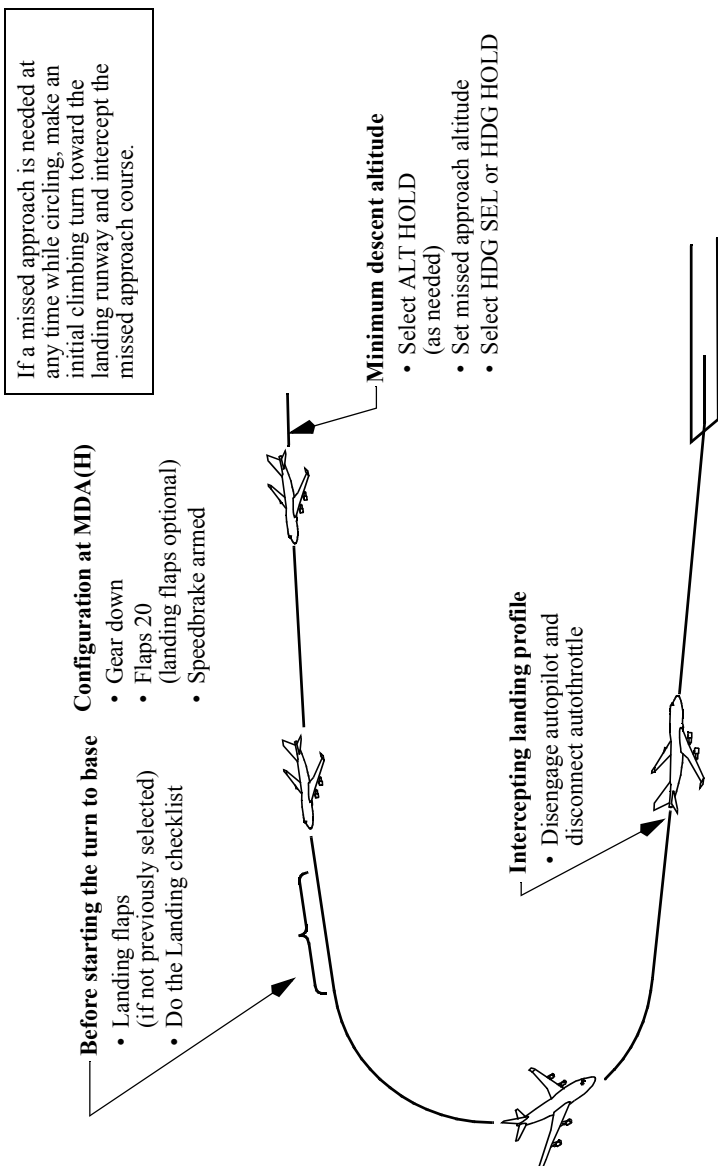 If a missed approach is needed at
any time while circling, make an
initial climbing turn toward the
landing runway and intercept the
missed approach course.
Minimum descent altitude
• Select ALT HOLD
(as needed)
• Set missed approach altitude
• Select HDG SEL or HDG HOLD
Configuration at MDA(H)
• Gear down
• Flaps 20
(landing flaps optional)
• Speedbrake armed
Before starting the turn to base
• Landing flaps
(if not previously selected)
• Do the Landing checklist
Intercepting landing profile
• Disengage autopilot and
disconnect autothrottle